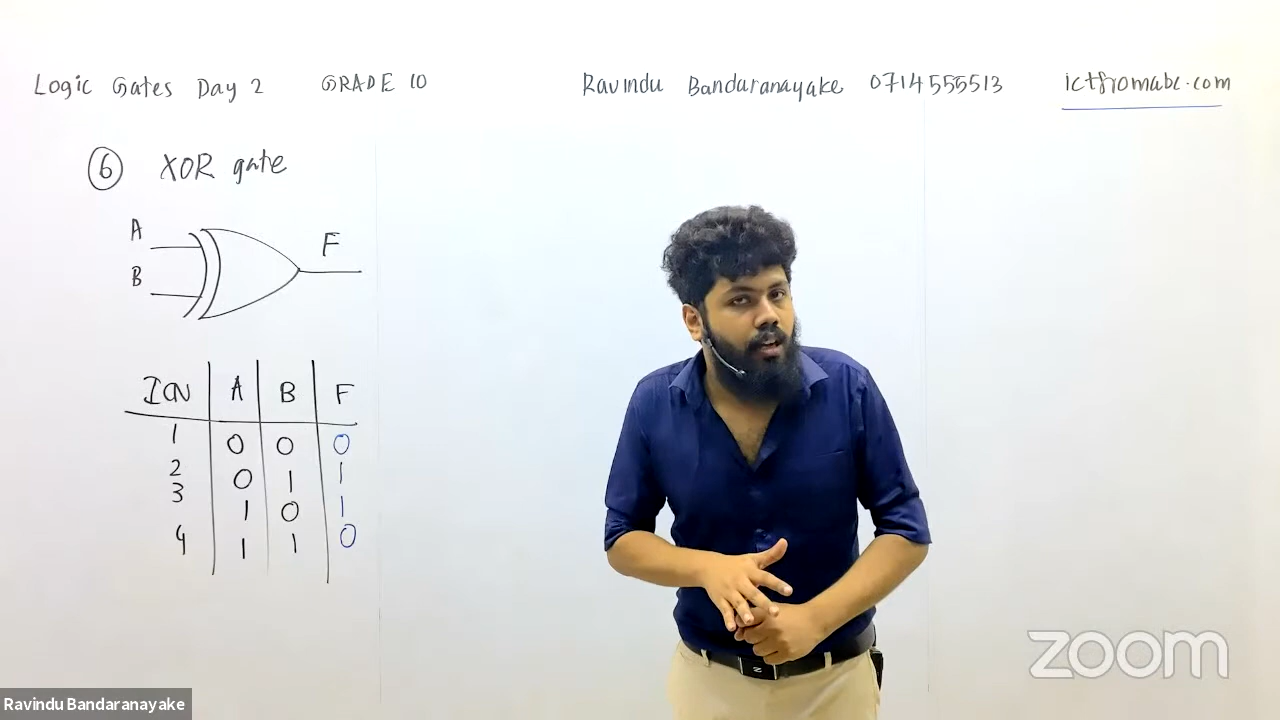 Logic Gates Day 2 GRADE 10 Ravindu Bandaranayake 0714555513 ictfromabc.com
6 XOR gate
A
F
B
ICN A B F
1 0 0 0
2 0 1 1
3 1 0 1
4 1 1 0
N
zoom
Ravindu Bandaranayake